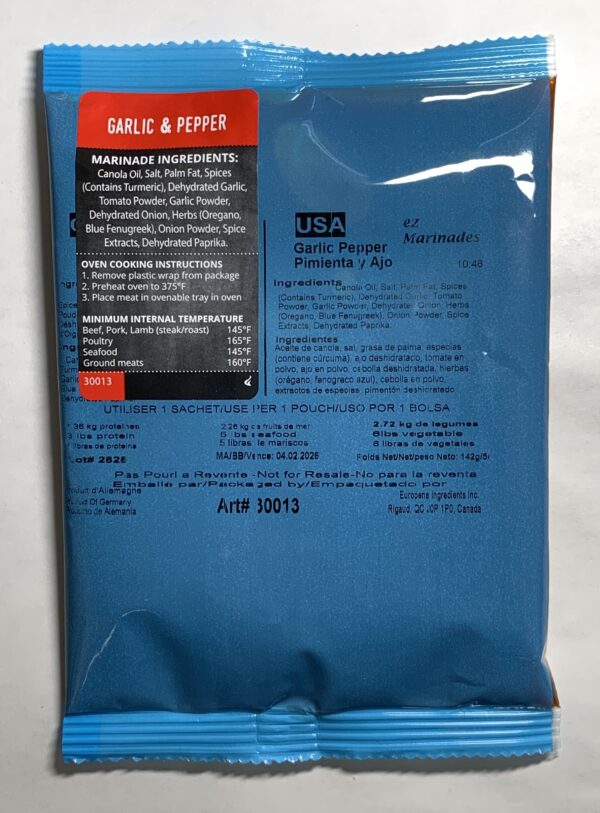 GARLIC & PEPPER
MARINADE INGREDIENTS:
Canola Oil, Salt, Palm Fat, Spices
(Contains Turmeric), Dehydrated Garlic,
Tomato Powder, Garlic Powder,
Dehydrated Onion, Herbs (Oregano,
Blue Fenugreek), Onion Powder, Spice
Extracts, Dehydrated Paprika.
OVEN COOKING INSTRUCTIONS
1. Remove plastic wrap from package
2. Preheat oven to 375°F
3. Place meat in ovenable tray in oven
MINIMUM INTERNAL TEMPERATURE
Beef, Pork, Lamb (steak/roast) 145°F
Poultry 165°F
Seafood 145°F
Ground meats 160°F
30013
USA
ez
Marinades
Garlic Pepper
Pimienta y Ajo
10:46
Ingredients
Canola Oil, Salt, Palm Fat, Spices
(Contains Turmeric), Dehydrated Garlic, Tomato
Powder, Garlic Powder, Dehydrated Onion, Herbs
(Oregano, Blue Fenugreek), Onion Powder, Spice
Extracts, Dehydrated Paprika.
Ingredientes
Aceite de canola, sal, grasa de palma, especias
(contiene cúrcuma), ajo deshidratado, tomate en
polvo, ajo en polvo, cebolla deshidratada, hierbas
(orégano, fenogreco azul), cebolla en polvo,
extractos de especias, pimentón deshidratado
UTILISER 1 SACHET/USE PER 1 POUCH/USO POR 1 BOLSA
36 kg proteines
3 lbs protein
libras de proteina
2.26 kg de fruits de mer
5 lbs seafood
5 libras de mariscos
2.72 kg de legumes
6lbs vegetable
6 libras de vegetales
Lot# 2826
MA/BB/Vence: 04.02.2026
Poids Net/Net/peso Neto: 142g/5
Pas Pour la Revente -Not for Resale-No para la reventa
Emballe par/Packaged by/Empaquetado por
Produit d'Allemagne
Product Of Germany
Producto de Alemania
Art# 30013
Europena Ingredients Inc.
Rigaud, QC J0P 1P0, Canada